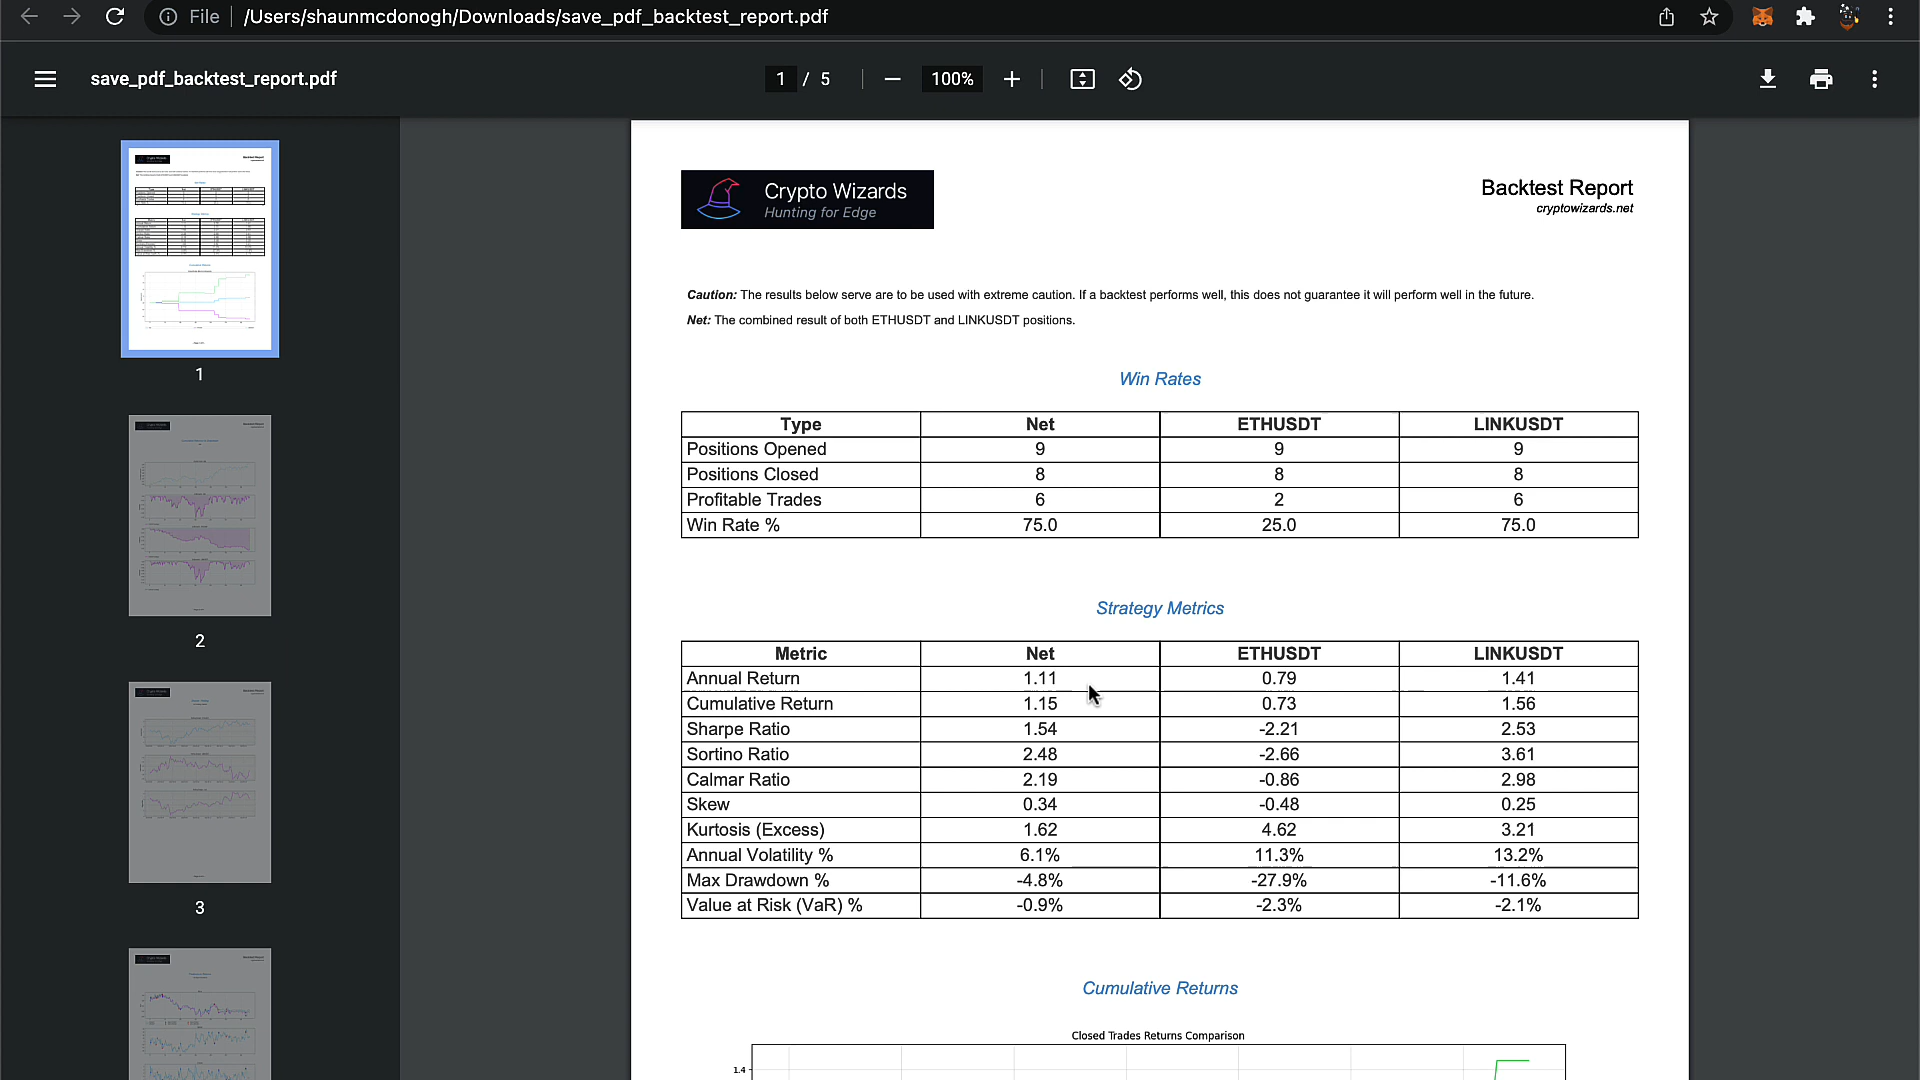 File
/Users/shaunmcdonogh/Downloads/save_pdf_backtest_report.pdf
save_pdf_backtest_report.pdf
1 / 5
100%
1
2
3
Crypto Wizards
Hunting for Edge
Backtest Report
cryptowizards.net
Caution: The results below serve are to be used with extreme caution. If a backtest performs well, this does not guarantee it will perform well in the future.
Net: The combined result of both ETHUSDT and LINKUSDT positions.
Win Rates
Type Net ETHUSDT LINKUSDT
Positions Opened 9 9 9
Positions Closed 8 8 8
Profitable Trades 6 2 6
Win Rate % 75.0 25.0 75.0
Strategy Metrics
Metric Net ETHUSDT LINKUSDT
Annual Return 1.11 0.79 1.41
Cumulative Return 1.15 0.73 1.56
Sharpe Ratio 1.54 -2.21 2.53
Sortino Ratio 2.48 -2.66 3.61
Calmar Ratio 2.19 -0.86 2.98
Skew 0.34 -0.48 0.25
Kurtosis (Excess) 1.62 4.62 3.21
Annual Volatility % 6.1% 11.3% 13.2%
Max Drawdown % -4.8% -27.9% -11.6%
Value at Risk (VaR) % -0.9% -2.3% -2.1%
Cumulative Returns
Closed Trades Returns Comparison
1.4